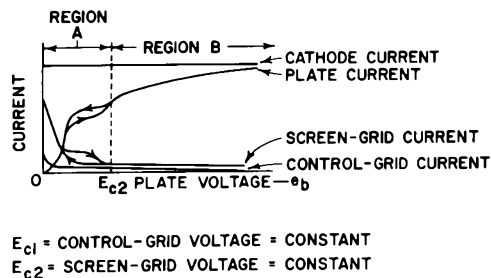 REGION
A
REGION B
CATHODE CURRENT
PLATE CURRENT
CURRENT
SCREEN-GRID CURRENT
CONTROL-GRID CURRENT
O
Ec2 PLATE VOLTAGE—eb
Ec1 = CONTROL-GRID VOLTAGE = CONSTANT
Ec2 = SCREEN-GRID VOLTAGE = CONSTANT